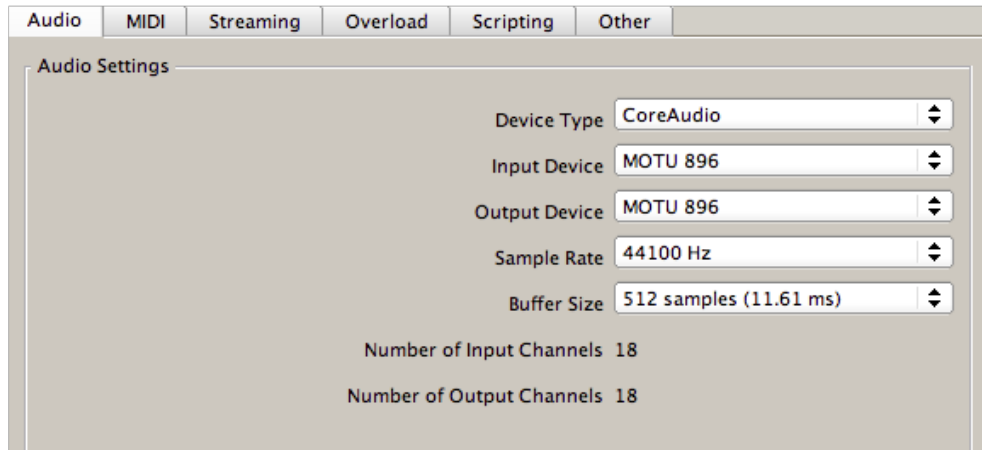 Audio MIDI Streaming Overload Scripting Other
Audio Settings
Device Type CoreAudio
Input Device MOTU 896
Output Device MOTU 896
Sample Rate 44100 Hz
Buffer Size 512 samples (11.61 ms)
Number of Input Channels 18
Number of Output Channels 18